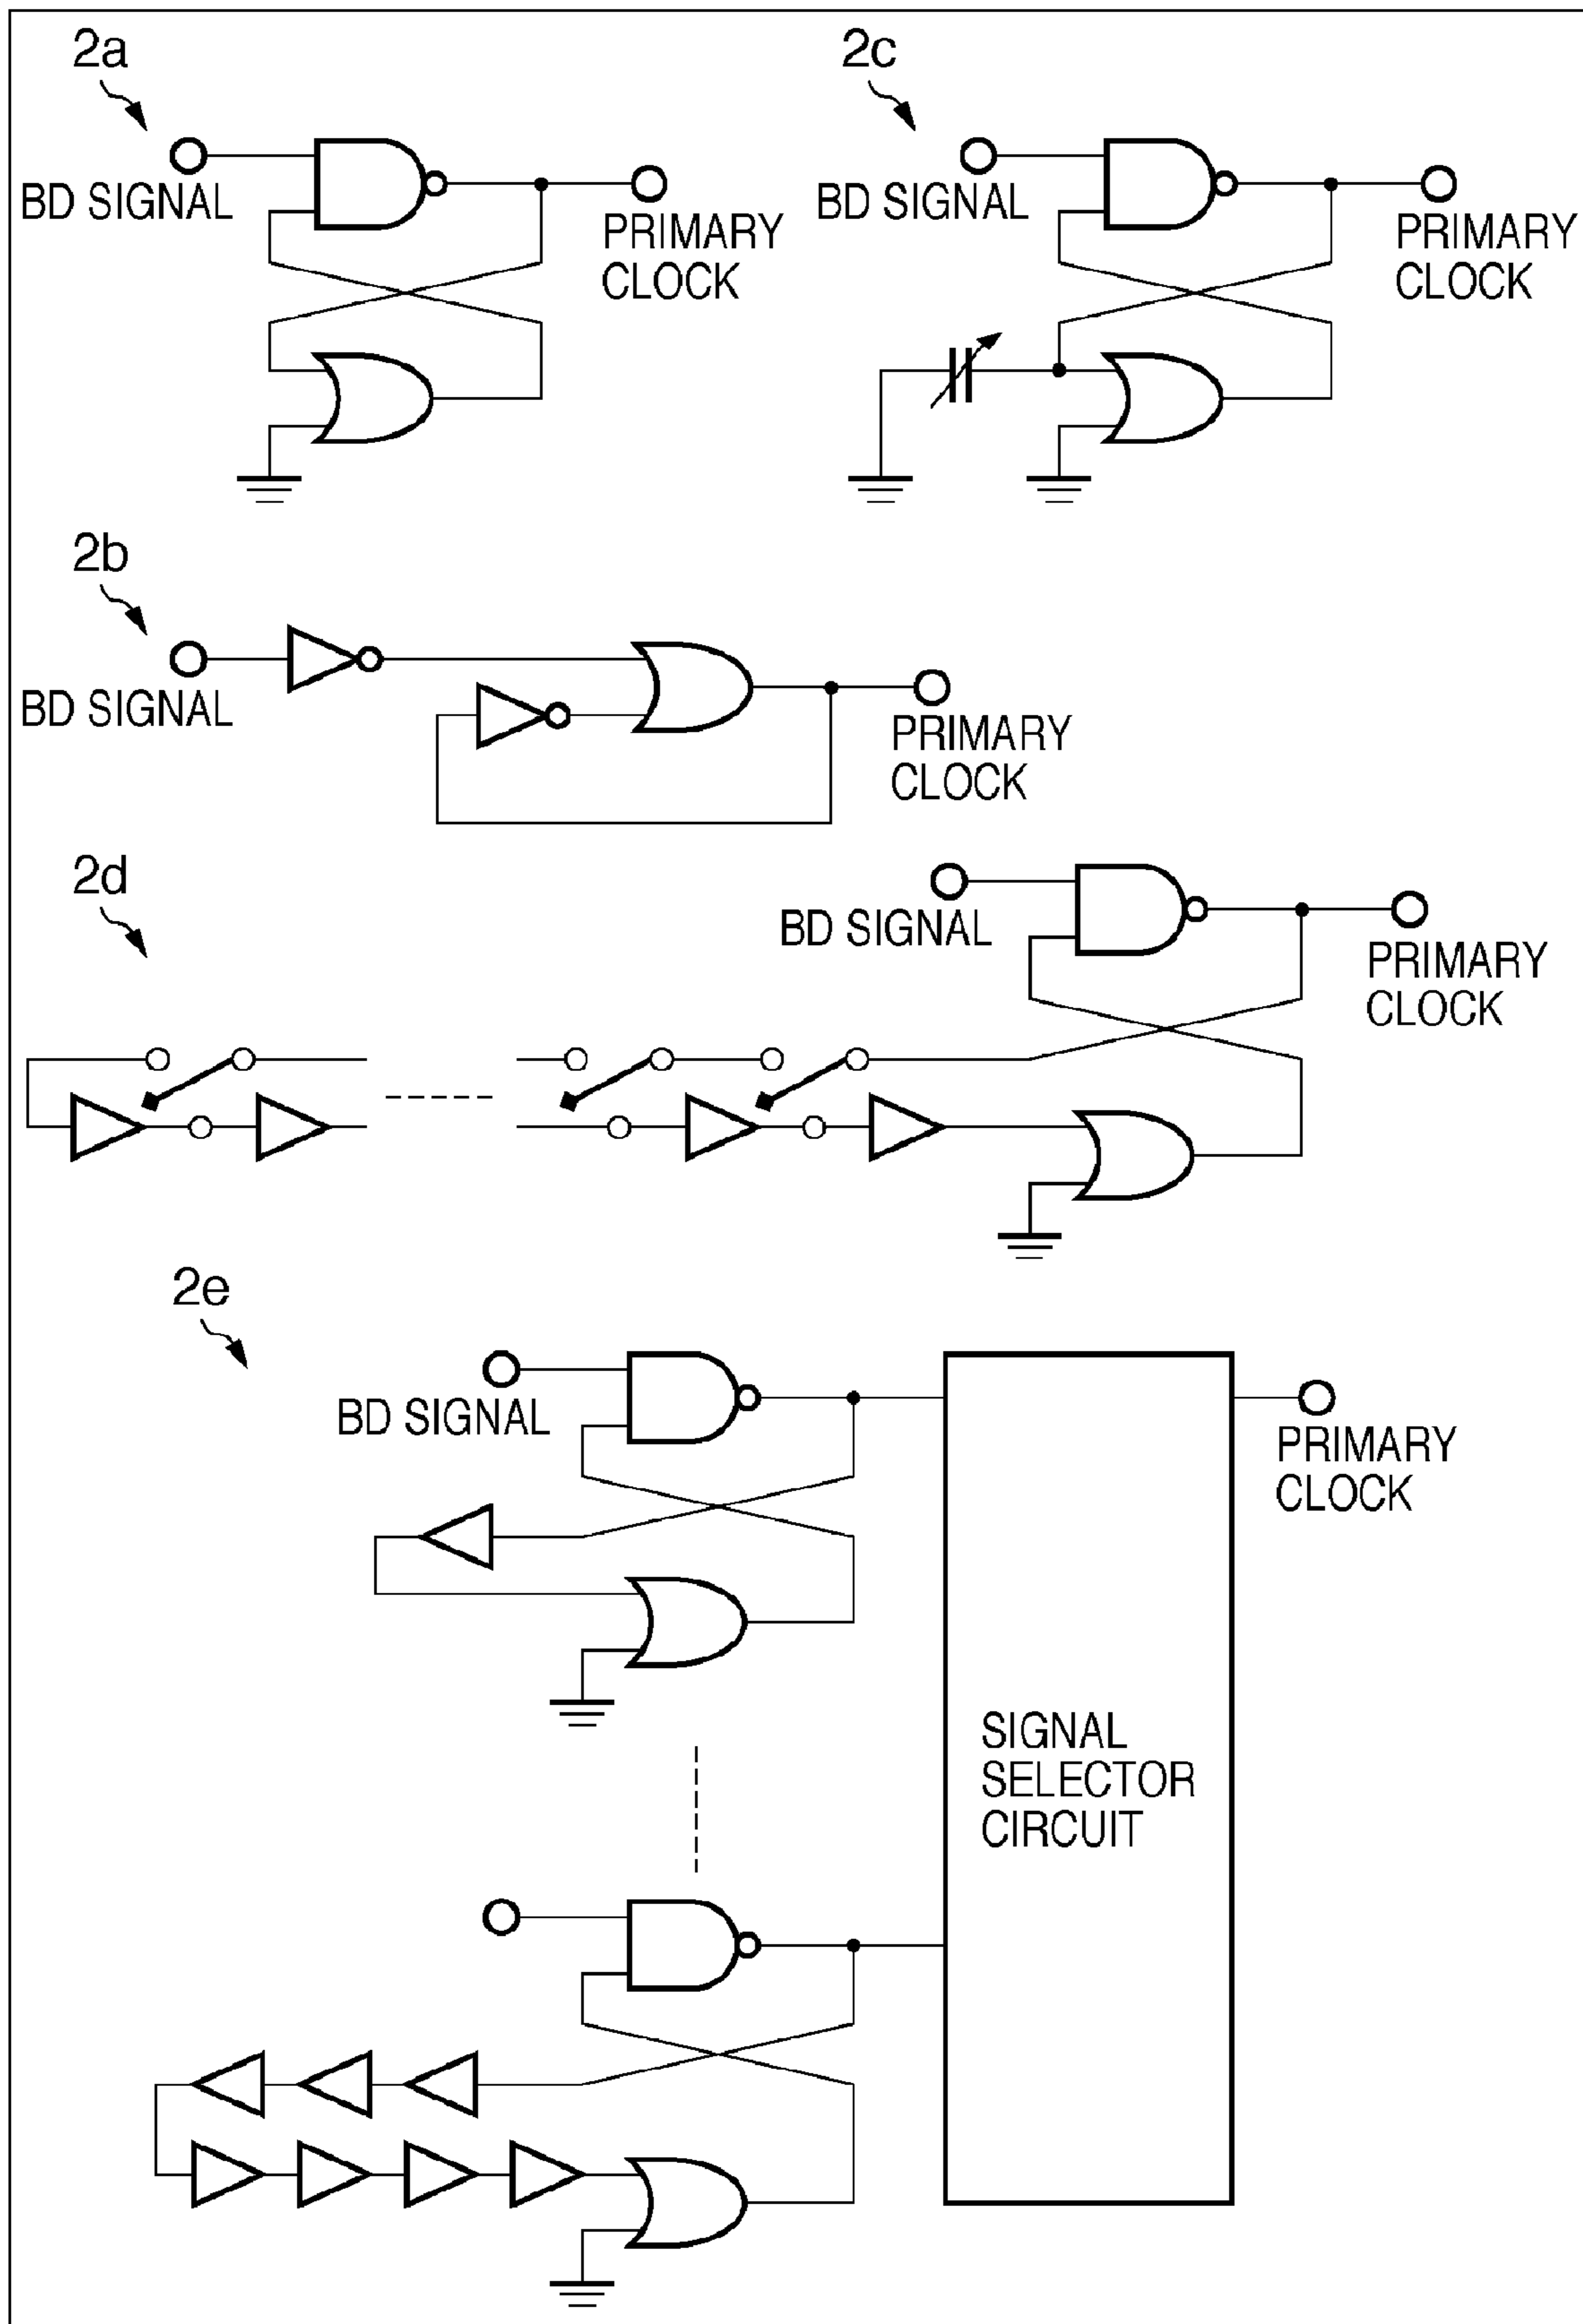 2a
BD SIGNAL
PRIMARY
CLOCK
2c
BD SIGNAL
PRIMARY
CLOCK
2b
BD SIGNAL
PRIMARY
CLOCK
2d
BD SIGNAL
PRIMARY
CLOCK
2e
BD SIGNAL
PRIMARY
CLOCK
SIGNAL
SELECTOR
CIRCUIT